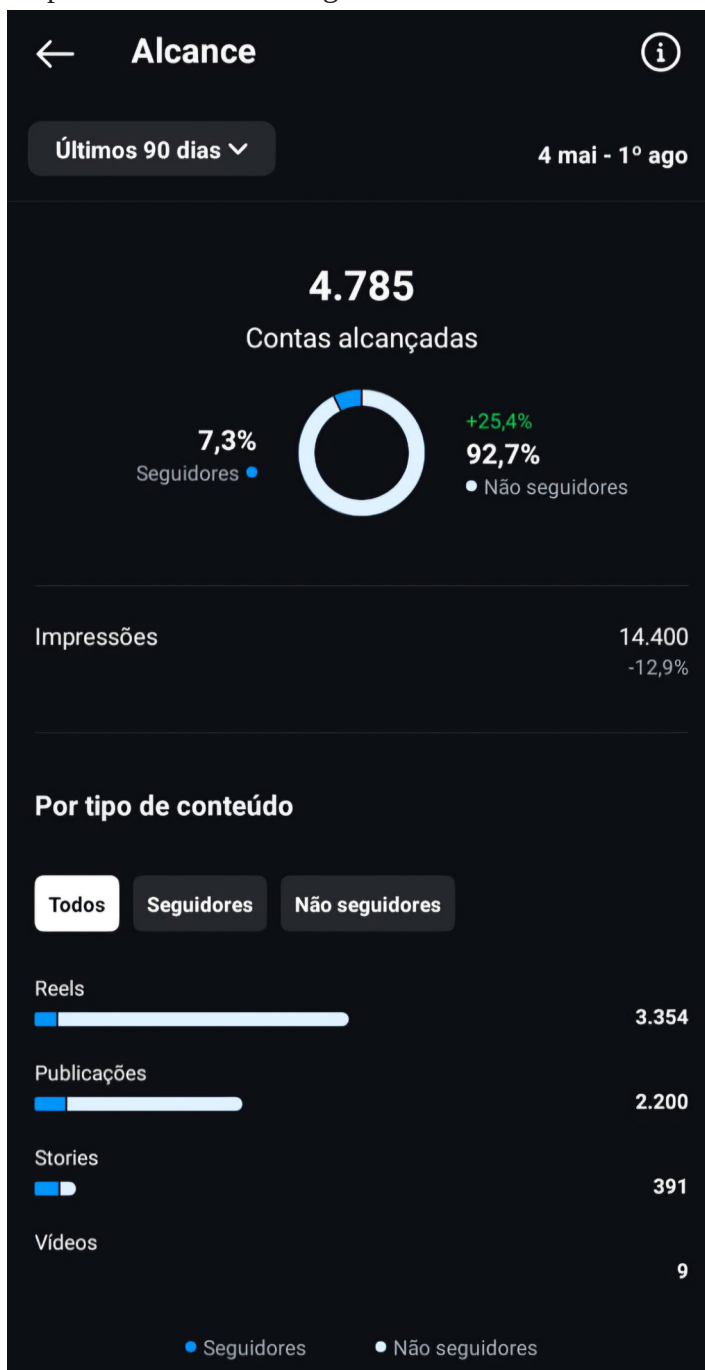 Alcance
Últimos 90 dias
4 mai - 1º ago
4.785
Contas alcançadas
7,3%
Seguidores
+25,4%
92,7%
Não seguidores
Impressões
14.400
-12,9%
Por tipo de conteúdo
Todos
Seguidores
Não seguidores
Reels
3.354
Publicações
2.200
Stories
391
Vídeos
9
Seguidores
Não seguidores